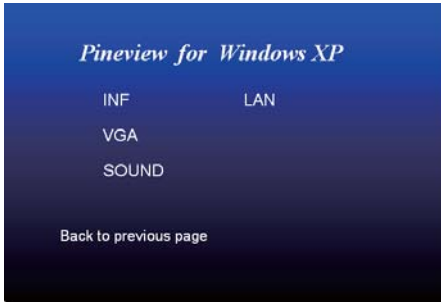 Pineview for Windows XP
INF LAN
VGA
SOUND
Back to previous page